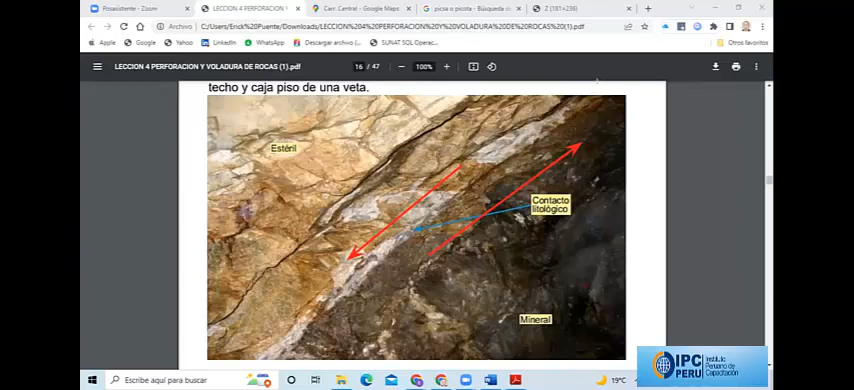 Posasistente - Zoom
LECCION 4 PERFORACION Y V
Carr. Central - Google Maps
picsa o picota - Búsqueda d
Z (181×236)
Archivo
C:/Users/Erick%20Puente/Downloads/LECCION%204%20PERFORACION%20Y%20VOLADURA%20DE%20ROCAS%20(1).pdf
Apple
Google
Yahoo
LinkedIn
WhatsApp
Descargar archivo (...
SUNAT SOL Operac...
Otros favoritos
LECCION 4 PERFORACION Y VOLADURA DE ROCAS (1).pdf
16 / 47
100%
techo y caja piso de una veta.
Estéril
Contacto
litológico
Mineral
IPC
PERU
Instituto
Peruano de
Capacitación
Escribe aquí para buscar
19°C